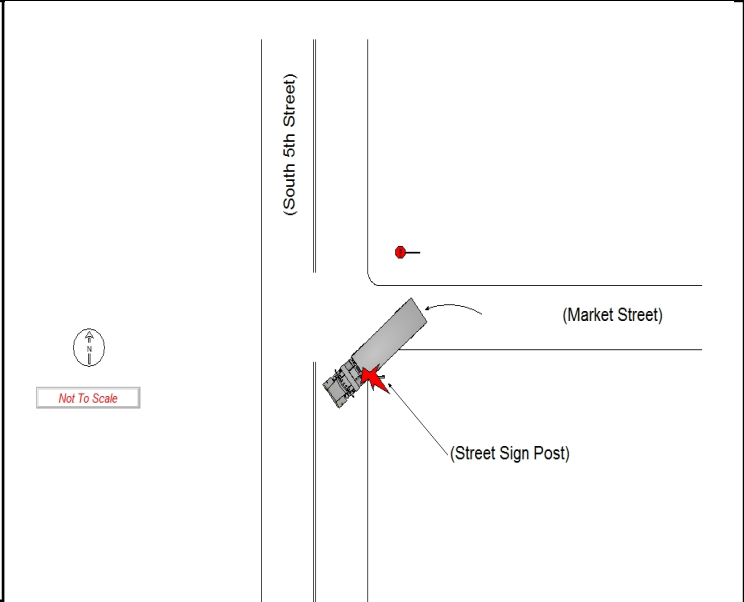 (South 5th Street)
(Market Street)
N
Not To Scale
(Street Sign Post)